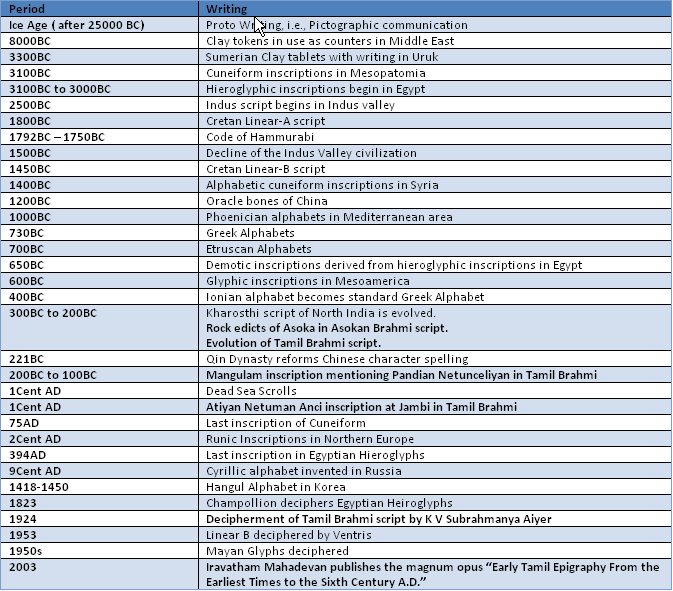 Period Writing
Ice Age ( after 25000 BC) Proto Writing, i.e., Pictographic communication
8000BC Clay tokens in use as counters in Middle East
3300BC Sumerian Clay tablets with writing in Uruk
3100BC Cuneiform inscriptions in Mesopatomia
3100BC to 3000BC Hieroglyphic inscriptions begin in Egypt
2500BC Indus script begins in Indus valley
1800BC Cretan Linear-A script
1792BC – 1750BC Code of Hammurabi
1500BC Decline of the Indus Valley civilization
1450BC Cretan Linear-B script
1400BC Alphabetic cuneiform inscriptions in Syria
1200BC Oracle bones of China
1000BC Phoenician alphabets in Mediterranean area
730BC Greek Alphabets
700BC Etruscan Alphabets
650BC Demotic inscriptions derived from hieroglyphic inscriptions in Egypt
600BC Glyphic inscriptions in Mesoamerica
400BC Ionian alphabet becomes standard Greek Alphabet
300BC to 200BC Kharosthi script of North India is evolved.
Rock edicts of Asoka in Asokan Brahmi script.
Evolution of Tamil Brahmi script.
221BC Qin Dynasty reforms Chinese character spelling
200BC to 100BC Mangulam inscription mentioning Pandian Netunceliyan in Tamil Brahmi
1Cent AD Dead Sea Scrolls
1Cent AD Atiyan Netuman Anci inscription at Jambi in Tamil Brahmi
75AD Last inscription of Cuneiform
2Cent AD Runic Inscriptions in Northern Europe
394AD Last inscription in Egyptian Hieroglyphs
9Cent AD Cyrillic alphabet invented in Russia
1418-1450 Hangul Alphabet in Korea
1823 Champollion deciphers Egyptian Heiroglyphs
1924 Decipherment of Tamil Brahmi script by K V Subrahmanya Aiyer
1953 Linear B deciphered by Ventris
1950s Mayan Glyphs deciphered
2003 Iravatham Mahadevan publishes the magnum opus “Early Tamil Epigraphy From the
Earliest Times to the Sixth Century A.D.”